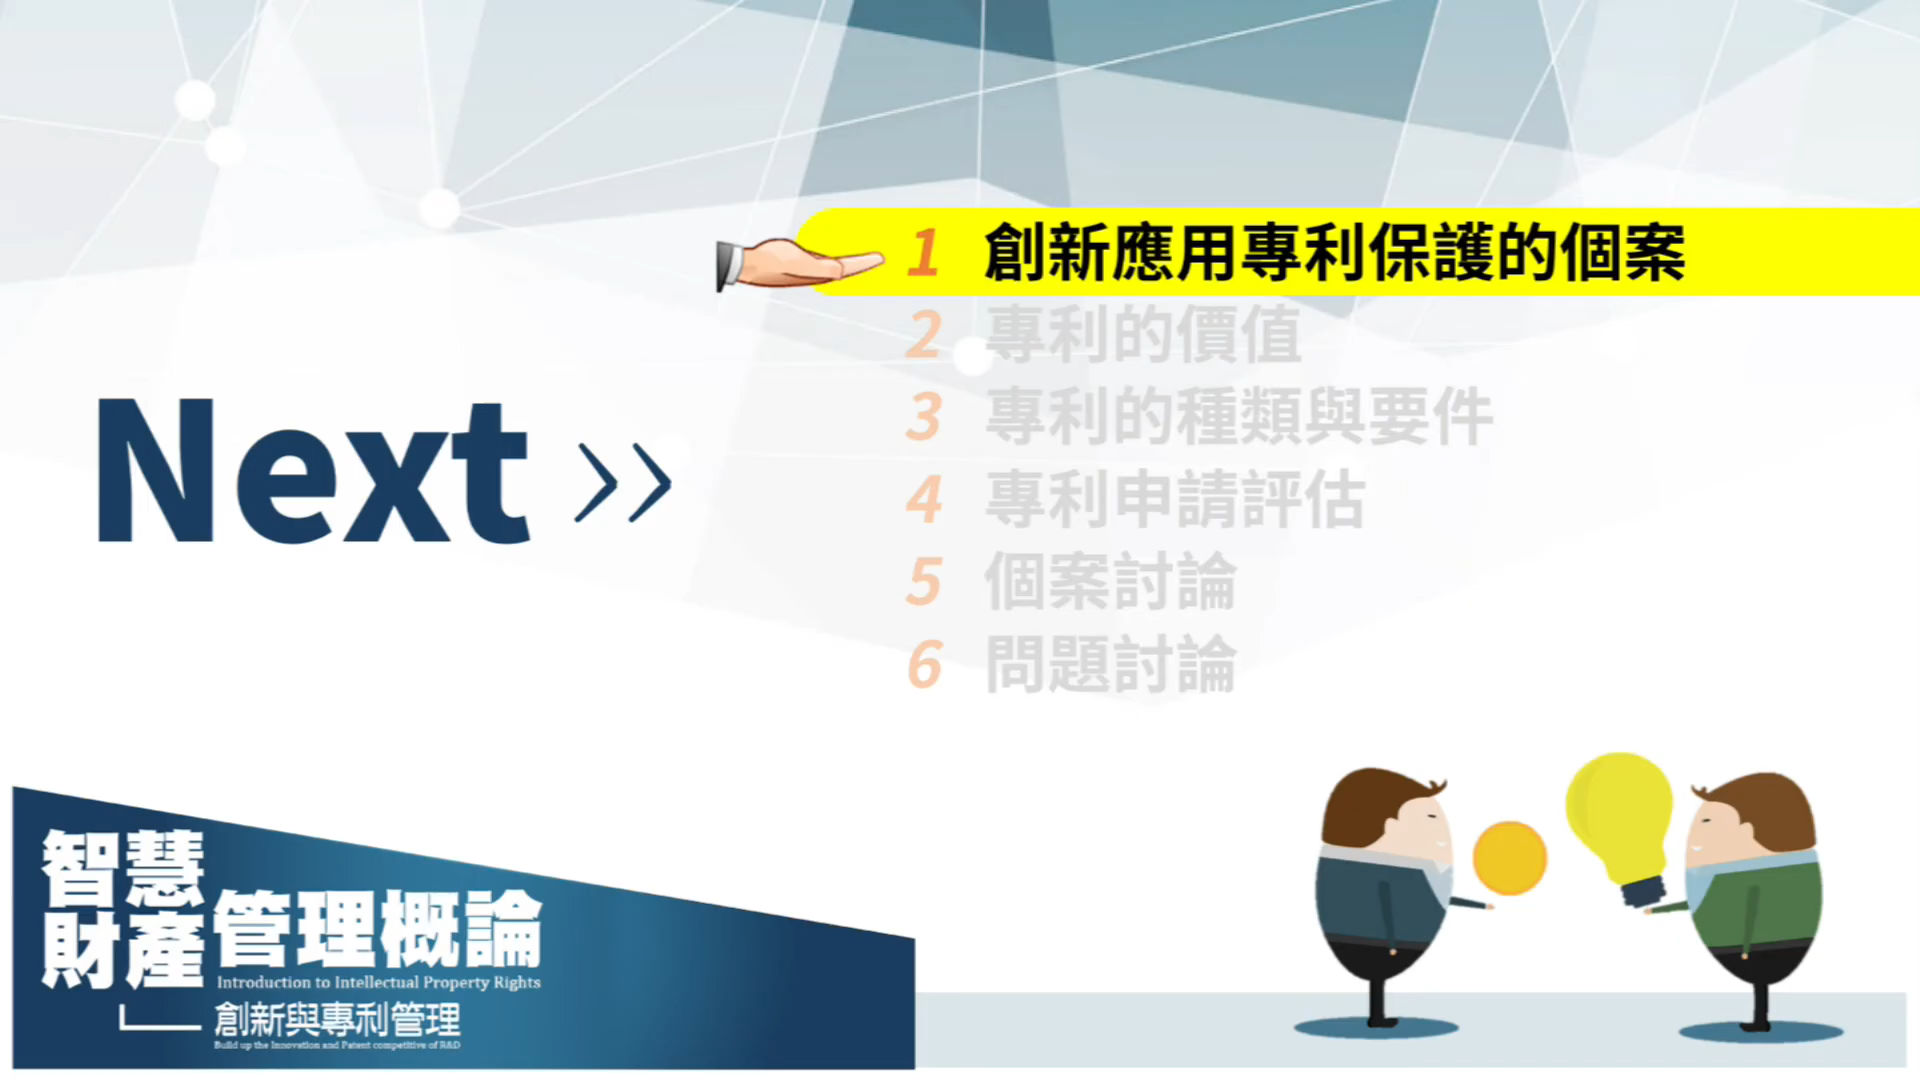 Next >>
1 創新應用專利保護的個案
2 專利的價值
3 專利的種類與要件
4 專利申請評估
5 個案討論
6 問題討論
智慧
財產管理概論
Introduction to Intellectual Property Rights
創新與專利管理
Build up the Innovation and Patent competitive of R&D